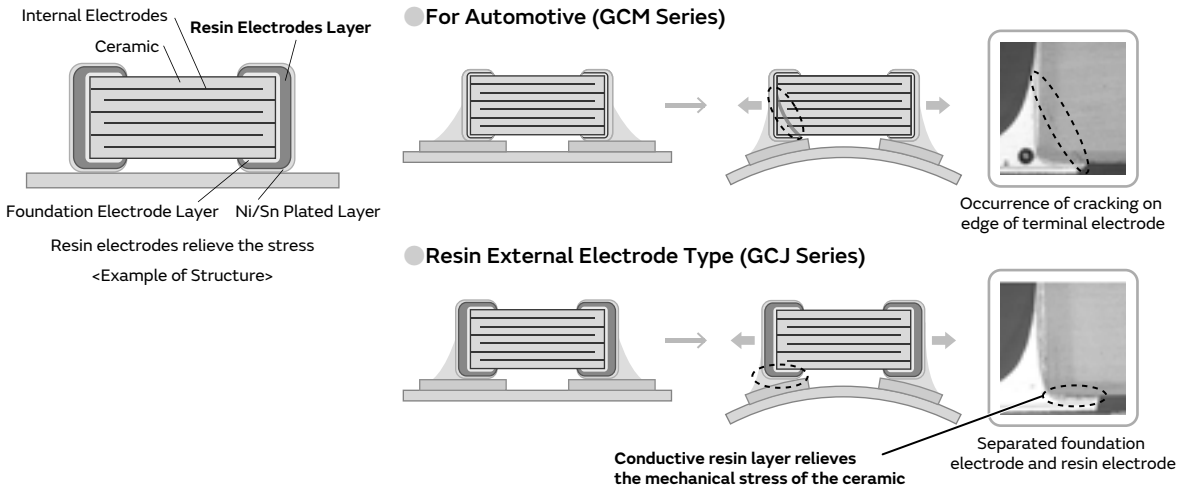 Internal Electrodes
Resin Electrodes Layer
Ceramic
Foundation Electrode Layer
Ni/Sn Plated Layer
Resin electrodes relieve the stress
<Example of Structure>
For Automotive (GCM Series)
Occurrence of cracking on
edge of terminal electrode
Resin External Electrode Type (GCJ Series)
Conductive resin layer relieves
the mechanical stress of the ceramic
Separated foundation
electrode and resin electrode